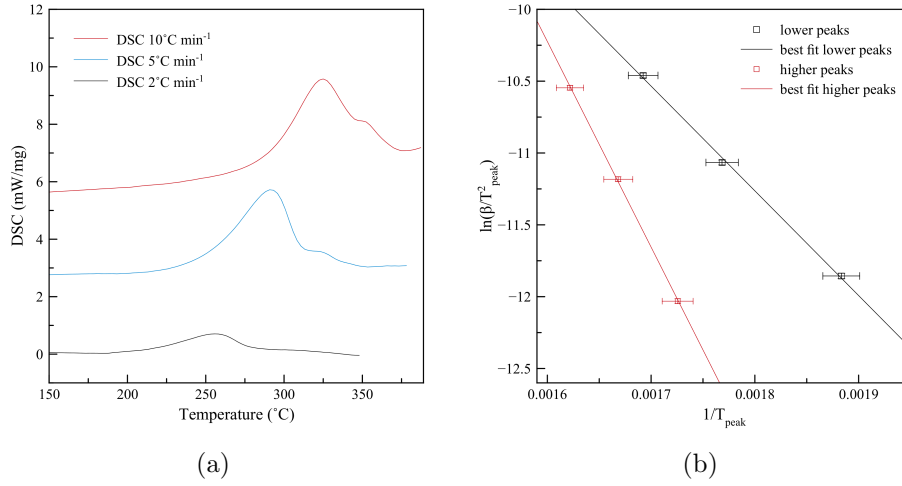 12
10
8
6
4
2
0
DSC (mW/mg)
DSC 10°C min⁻¹
DSC 5°C min⁻¹
DSC 2°C min⁻¹
150 200 250 300 350
Temperature (˚C)
(a)
−10
−10.5
−11
−11.5
−12
−12.5
ln(β/T²peak)
lower peaks
best fit lower peaks
higher peaks
best fit higher peaks
0.0016 0.0017 0.0018 0.0019
1/Tpeak
(b)